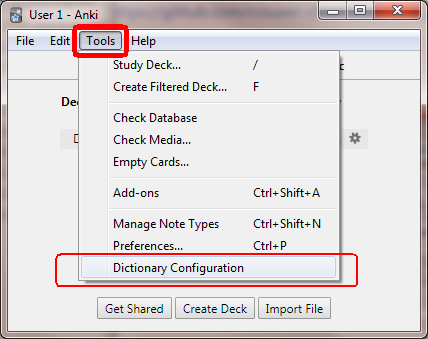 User 1 - Anki
File Edit Tools Help
Study Deck... /
Create Filtered Deck... F
Check Database
Check Media...
Empty Cards...
Add-ons Ctrl+Shift+A
Manage Note Types Ctrl+Shift+N
Preferences... Ctrl+P
Dictionary Configuration
Get Shared Create Deck Import File